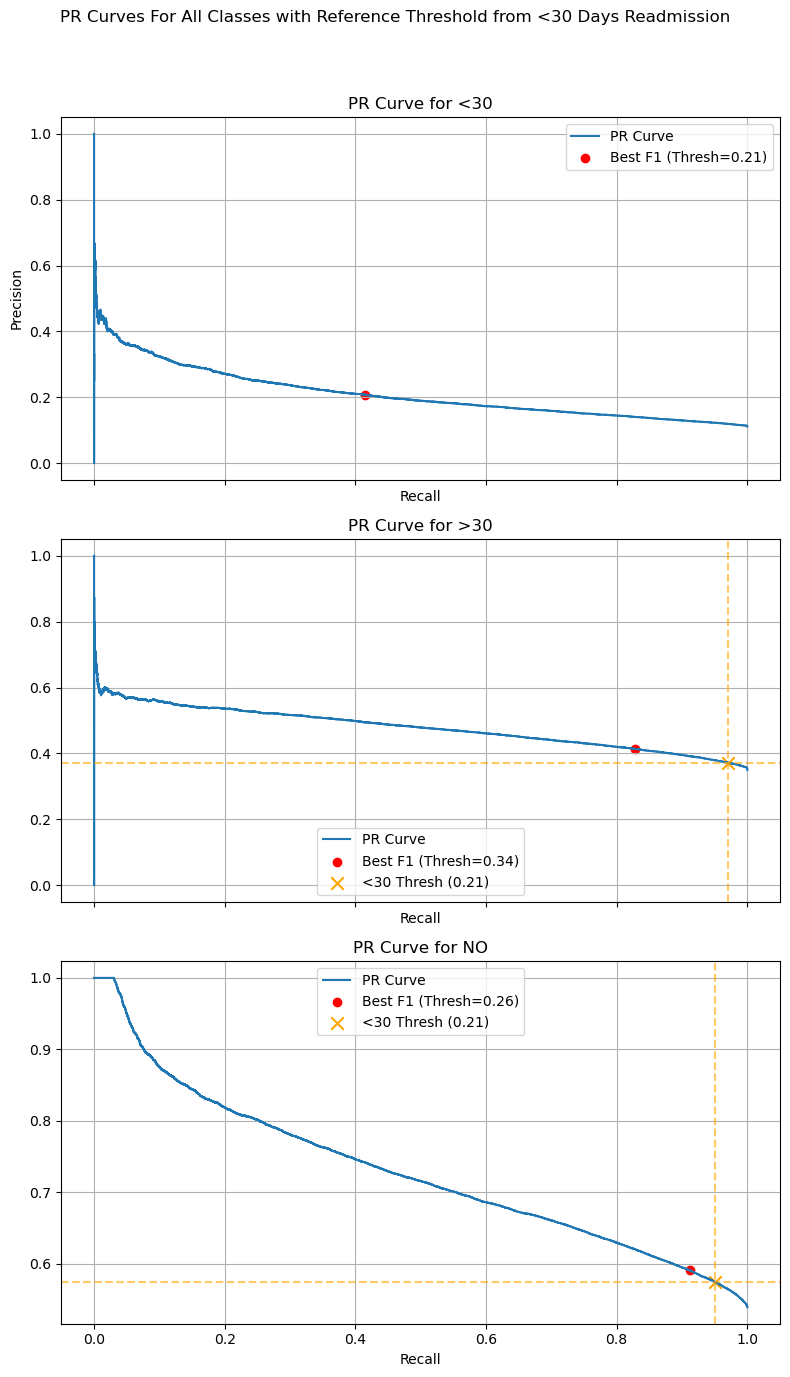 PR Curves For All Classes with Reference Threshold from <30 Days Readmission
PR Curve for <30
1.0
0.8
0.6
0.4
0.2
0.0
Precision
PR Curve
Best F1 (Thresh=0.21)
Recall
PR Curve for >30
1.0
0.8
0.6
0.4
0.2
0.0
PR Curve
Best F1 (Thresh=0.34)
<30 Thresh (0.21)
Recall
PR Curve for NO
1.0
0.9
0.8
0.7
0.6
PR Curve
Best F1 (Thresh=0.26)
<30 Thresh (0.21)
0.0 0.2 0.4 0.6 0.8 1.0
Recall